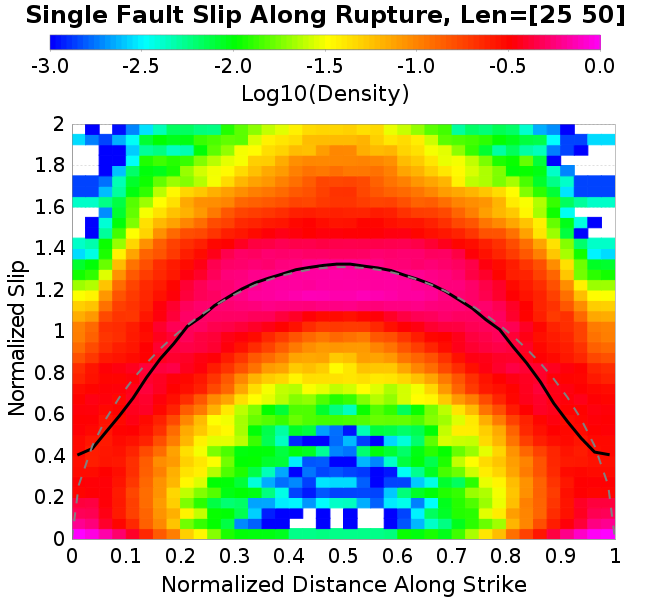 Single Fault Slip Along Rupture, Len=[25 50]
-3.0 -2.5 -2.0 -1.5 -1.0 -0.5 0.0
Log10(Density)
2
1.8
1.6
1.4
1.2
1
0.8
0.6
0.4
0.2
0
Normalized Slip
0 0.1 0.2 0.3 0.4 0.5 0.6 0.7 0.8 0.9 1
Normalized Distance Along Strike